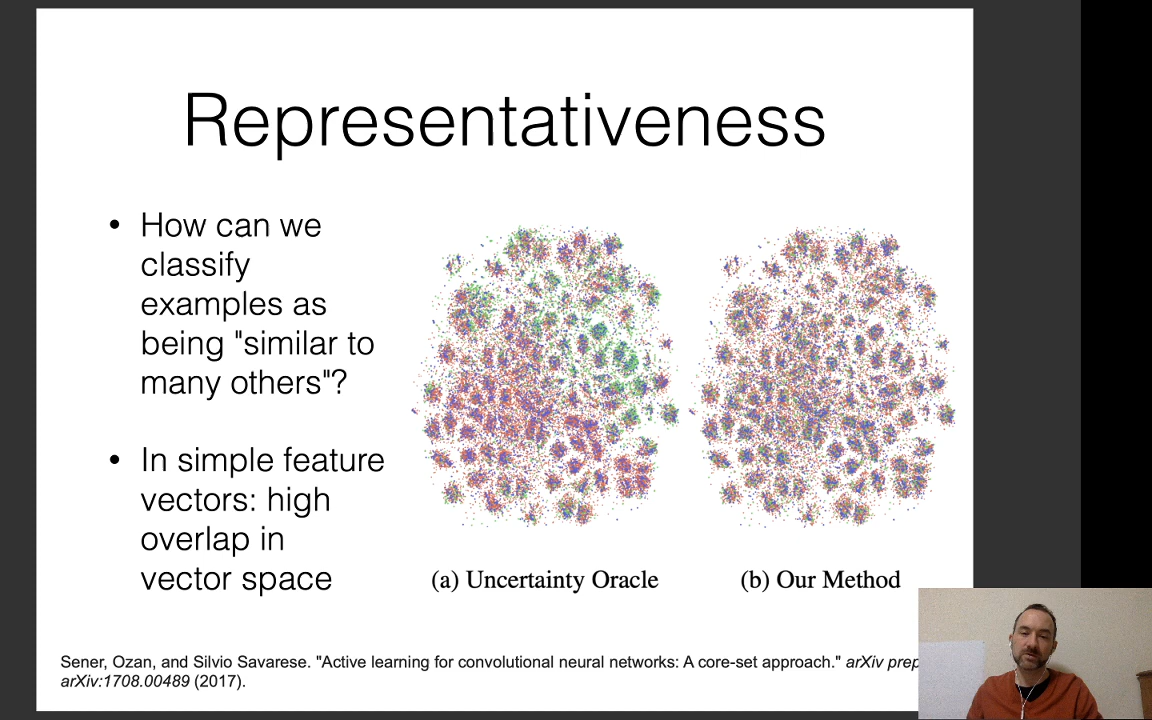 Representativeness
• How can we
classify
examples as
being "similar to
many others"?
• In simple feature
vectors: high
overlap in
vector space
(a) Uncertainty Oracle
(b) Our Method
Sener, Ozan, and Silvio Savarese. "Active learning for convolutional neural networks: A core-set approach." arXiv prep
arXiv:1708.00489 (2017).